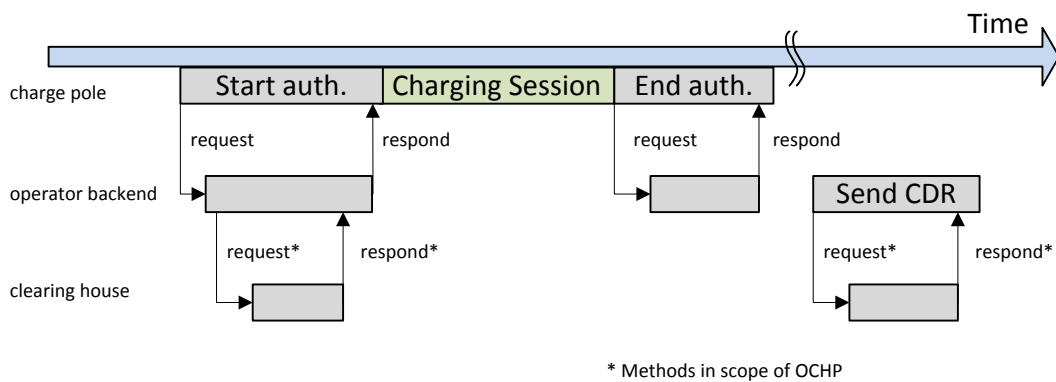 Time
charge pole
Start auth.
Charging Session
End auth.
request
respond
request
respond
operator backend
Send CDR
request*
respond*
request*
respond*
clearing house
* Methods in scope of OCHP